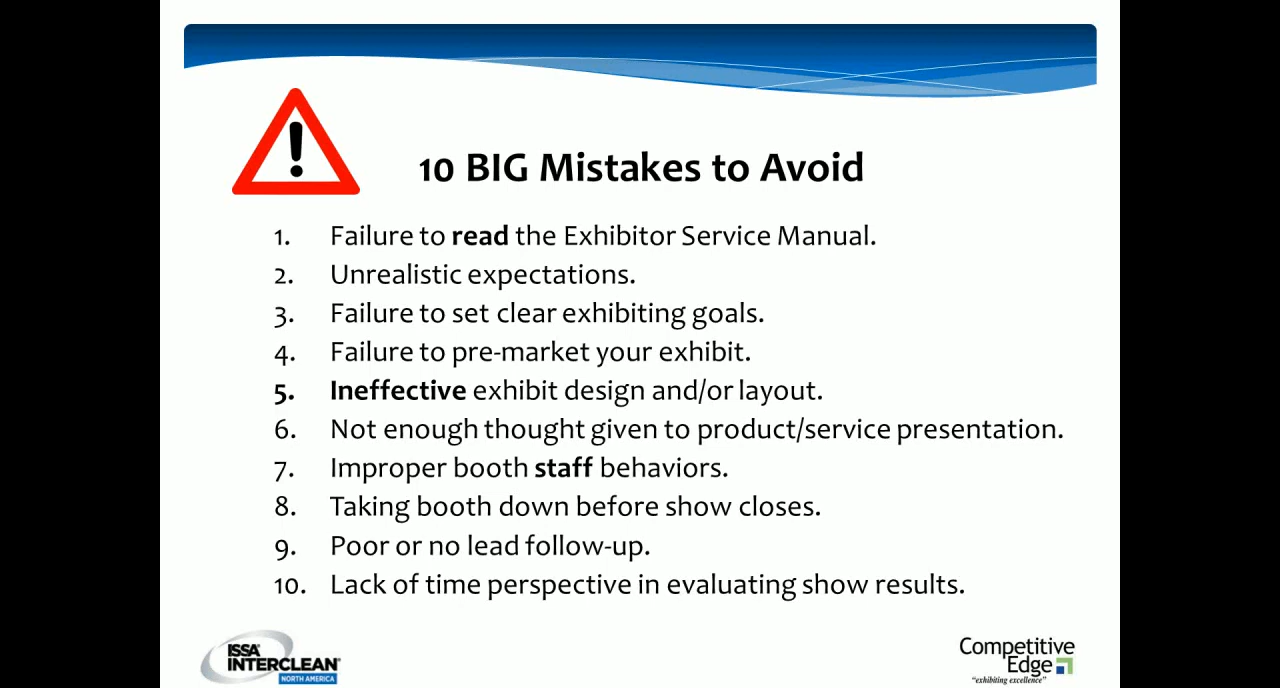 10 BIG Mistakes to Avoid
1. Failure to read the Exhibitor Service Manual.
2. Unrealistic expectations.
3. Failure to set clear exhibiting goals.
4. Failure to pre-market your exhibit.
5. Ineffective exhibit design and/or layout.
6. Not enough thought given to product/service presentation.
7. Improper booth staff behaviors.
8. Taking booth down before show closes.
9. Poor or no lead follow-up.
10. Lack of time perspective in evaluating show results.
ISSA
INTERCLEAN
NORTH AMERICA
Competitive
Edge
"exhibiting excellence"